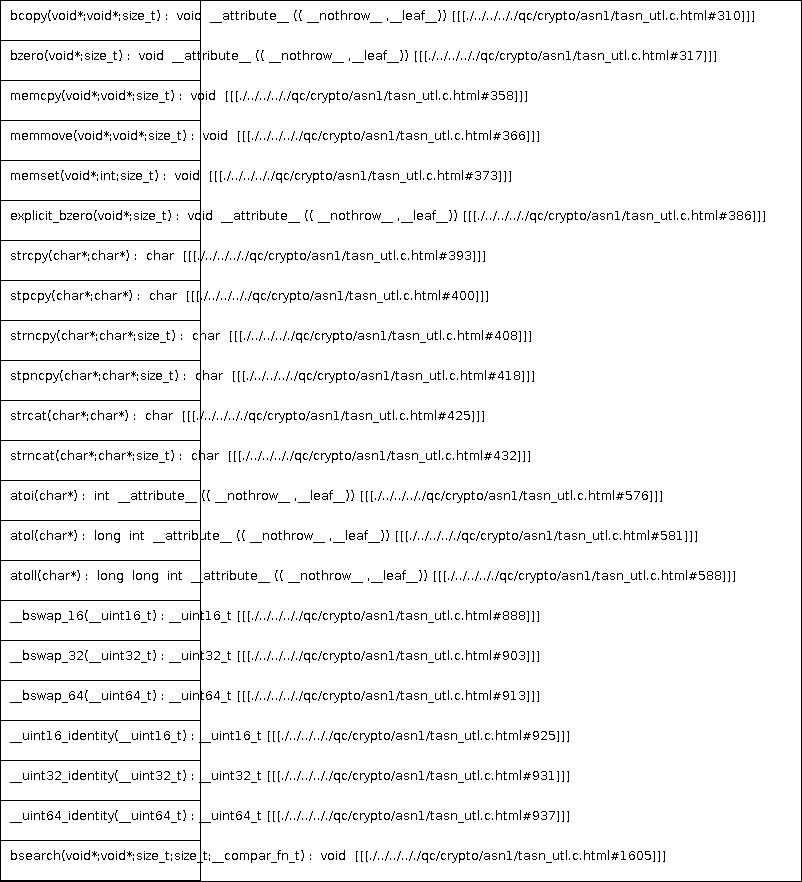 bcopy(void*;void*;size_t) : void __attribute__ (( __nothrow__ ,__leaf__)) [[[./../../../qc/crypto/asn1/tasn_utl.c.html#310]]]
bzero(void*;size_t) : void __attribute__ (( __nothrow__ ,__leaf__)) [[[./../../.././qc/crypto/asn1/tasn_utl.c.html#317]]]
memcpy(void*;void*;size_t) : void [[[./../../.././qc/crypto/asn1/tasn_utl.c.html#358]]]
memmove(void*;void*;size_t) : void [[[./../../.././qc/crypto/asn1/tasn_utl.c.html#366]]]
memset(void*;int;size_t) : void [[[./../../.././qc/crypto/asn1/tasn_utl.c.html#373]]]
explicit_bzero(void*;size_t) : void __attribute__ (( __nothrow__ ,__leaf__)) [[[./../../.././qc/crypto/asn1/tasn_utl.c.html#386]]]
strcpy(char*;char*) : char [[[./../../.././qc/crypto/asn1/tasn_utl.c.html#393]]]
stpcpy(char*;char*) : char [[[./../../.././qc/crypto/asn1/tasn_utl.c.html#400]]]
strncpy(char*;char*;size_t) : char [[[./../../.././qc/crypto/asn1/tasn_utl.c.html#408]]]
stpncpy(char*;char*;size_t) : char [[[./../../.././qc/crypto/asn1/tasn_utl.c.html#418]]]
strcat(char*;char*) : char [[[./../../.././qc/crypto/asn1/tasn_utl.c.html#425]]]
strncat(char*;char*;size_t) : char [[[./../../.././qc/crypto/asn1/tasn_utl.c.html#432]]]
atoi(char*) : int __attribute__ (( __nothrow__ ,__leaf__)) [[[./../../.././qc/crypto/asn1/tasn_utl.c.html#576]]]
atol(char*) : long int __attribute__ (( __nothrow__ ,__leaf__)) [[[./../../.././qc/crypto/asn1/tasn_utl.c.html#581]]]
atoll(char*) : long long int __attribute__ (( __nothrow__ ,__leaf__)) [[[./../../.././qc/crypto/asn1/tasn_utl.c.html#588]]]
__bswap_16(__uint16_t) : __uint16_t [[[./../../.././qc/crypto/asn1/tasn_utl.c.html#888]]]
__bswap_32(__uint32_t) : __uint32_t [[[./../../.././qc/crypto/asn1/tasn_utl.c.html#903]]]
__bswap_64(__uint64_t) : __uint64_t [[[./../../.././qc/crypto/asn1/tasn_utl.c.html#913]]]
__uint16_identity(__uint16_t) : __uint16_t [[[./../../.././qc/crypto/asn1/tasn_utl.c.html#925]]]
__uint32_identity(__uint32_t) : __uint32_t [[[./../../.././qc/crypto/asn1/tasn_utl.c.html#931]]]
__uint64_identity(__uint64_t) : __uint64_t [[[./../../.././qc/crypto/asn1/tasn_utl.c.html#937]]]
bsearch(void*;void*;size_t;size_t;__compar_fn_t) : void [[[./../../.././qc/crypto/asn1/tasn_utl.c.html#1605]]]